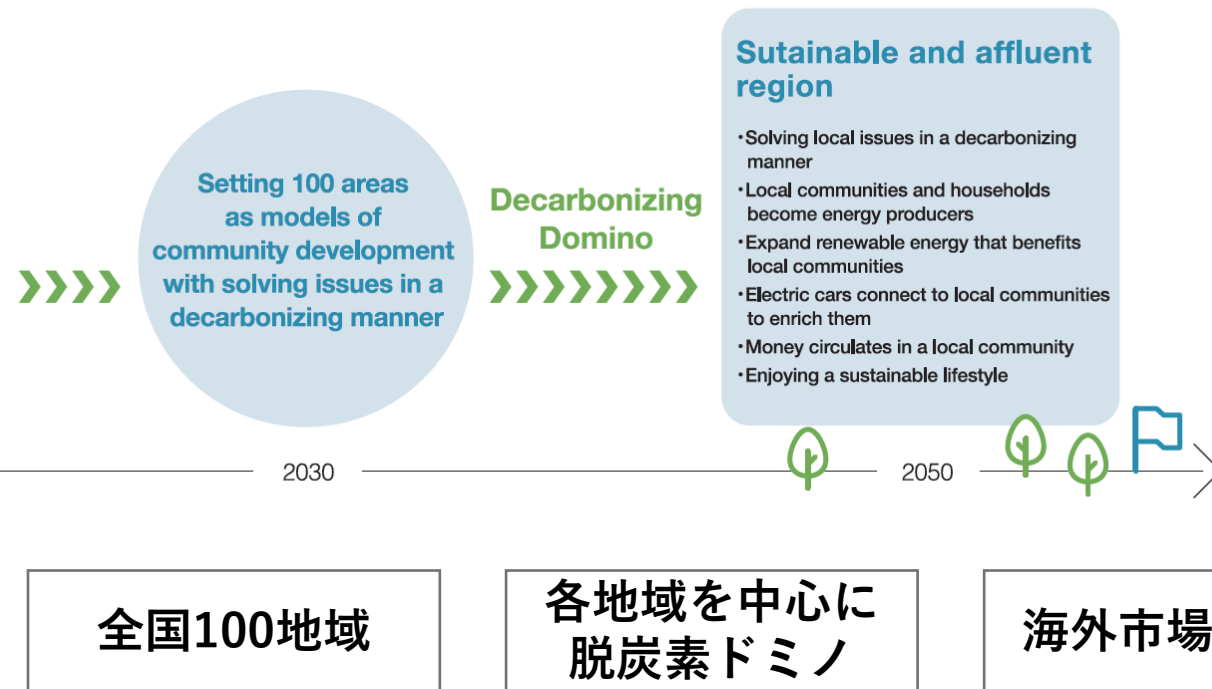 Setting 100 areas
as models of
community development
with solving issues in a
decarbonizing manner
Decarbonizing
Domino
Sutainable and affluent
region
・Solving local issues in a decarbonizing
manner
・Local communities and households
become energy producers
・Expand renewable energy that benefits
local communities
・Electric cars connect to local communities
to enrich them
・Money circulates in a local community
・Enjoying a sustainable lifestyle
2030
2050
全国100地域
各地域を中心に
脱炭素ドミノ
海外市場